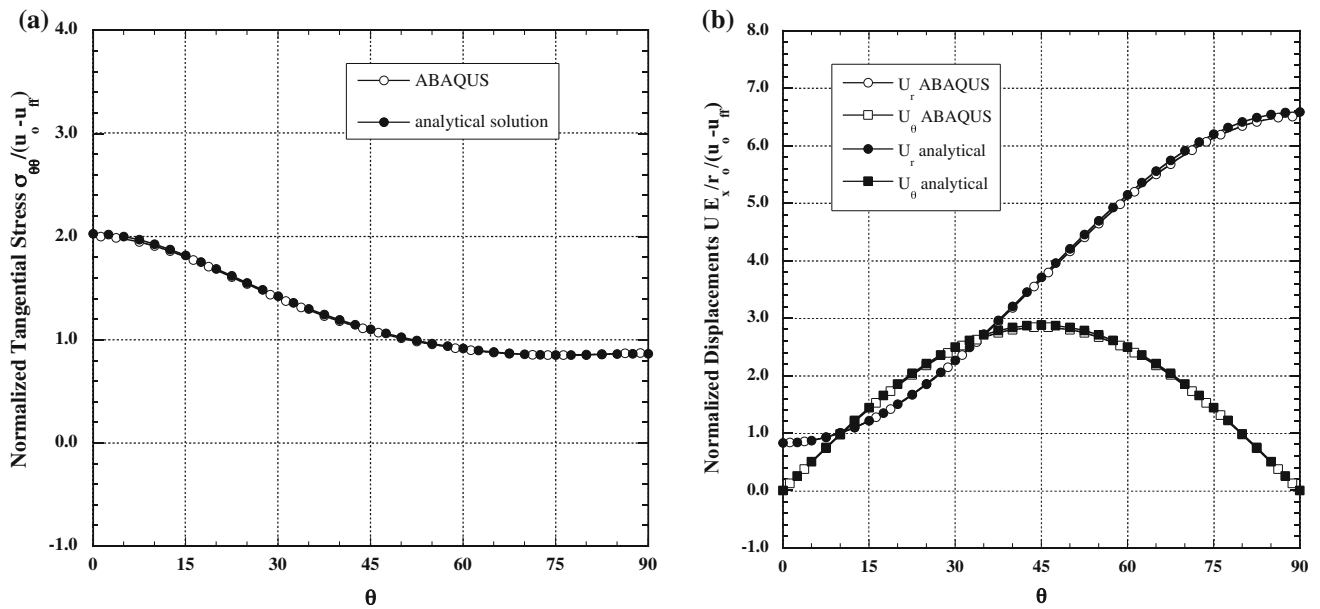 (a)
4.0
3.0
2.0
1.0
0.0
-1.0
0
15
30
45
60
75
90
θ
Normalized Tangential Stress σθθ/(uo-uff)
ABAQUS
analytical solution
(b)
8.0
7.0
6.0
5.0
4.0
3.0
2.0
1.0
0.0
-1.0
0
15
30
45
60
75
90
θ
Normalized Displacements U Ex/ro/(uo-uff)
Ur ABAQUS
Uθ ABAQUS
Ur analytical
Uθ analytical